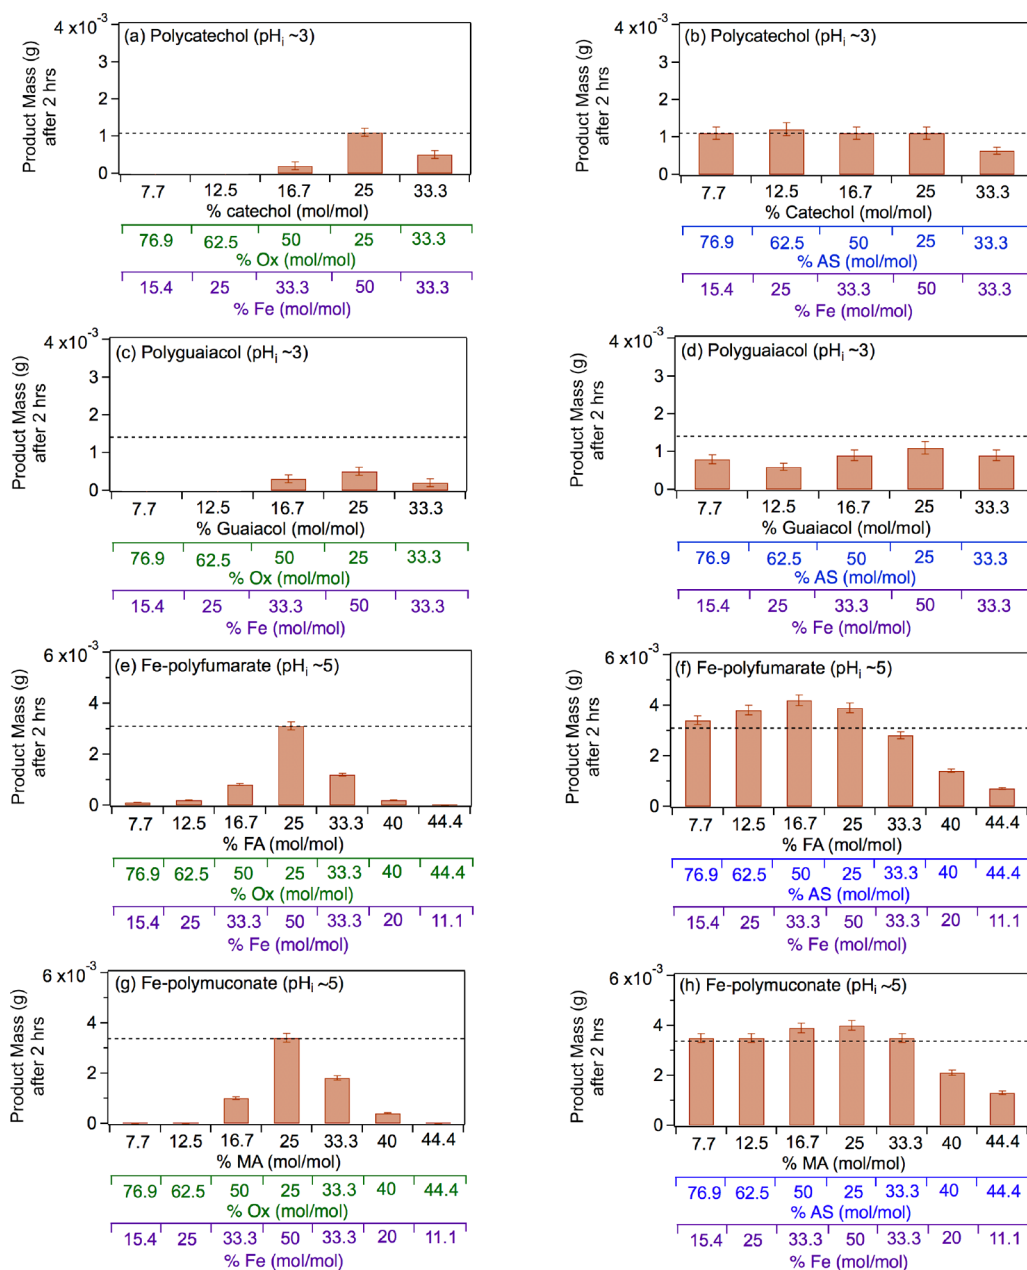 4 x10-3
(a) Polycatechol (pHi ~3)
Product Mass (g)
after 2 hrs
3
2
1
0
7.7 12.5 16.7 25 33.3
% catechol (mol/mol)
76.9 62.5 50 25 33.3
% Ox (mol/mol)
15.4 25 33.3 50 33.3
% Fe (mol/mol)
4 x10-3
(b) Polycatechol (pHi ~3)
Product Mass (g)
after 2 hrs
3
2
1
0
7.7 12.5 16.7 25 33.3
% Catechol (mol/mol)
76.9 62.5 50 25 33.3
% AS (mol/mol)
15.4 25 33.3 50 33.3
% Fe (mol/mol)
4 x10-3
(c) Polyguaiacol (pHi ~3)
Product Mass (g)
after 2 hrs
3
2
1
0
7.7 12.5 16.7 25 33.3
% Guaiacol (mol/mol)
76.9 62.5 50 25 33.3
% Ox (mol/mol)
15.4 25 33.3 50 33.3
% Fe (mol/mol)
4 x10-3
(d) Polyguaiacol (pHi ~3)
Product Mass (g)
after 2 hrs
3
2
1
0
7.7 12.5 16.7 25 33.3
% Guaiacol (mol/mol)
76.9 62.5 50 25 33.3
% AS (mol/mol)
15.4 25 33.3 50 33.3
% Fe (mol/mol)
6 x10-3
(e) Fe-polyfumarate (pHi ~5)
Product Mass (g)
after 2 hrs
4
2
0
7.7 12.5 16.7 25 33.3 40 44.4
% FA (mol/mol)
76.9 62.5 50 25 33.3 40 44.4
% Ox (mol/mol)
15.4 25 33.3 50 33.3 20 11.1
% Fe (mol/mol)
6 x10-3
(f) Fe-polyfumarate (pHi ~5)
Product Mass (g)
after 2 hrs
4
2
0
7.7 12.5 16.7 25 33.3 40 44.4
% FA (mol/mol)
76.9 62.5 50 25 33.3 40 44.4
% AS (mol/mol)
15.4 25 33.3 50 33.3 20 11.1
% Fe (mol/mol)
6 x10-3
(g) Fe-polymuconate (pHi ~5)
Product Mass (g)
after 2 hrs
4
2
0
7.7 12.5 16.7 25 33.3 40 44.4
% MA (mol/mol)
76.9 62.5 50 25 33.3 40 44.4
% Ox (mol/mol)
15.4 25 33.3 50 33.3 20 11.1
% Fe (mol/mol)
6 x10-3
(h) Fe-polymuconate (pHi ~5)
Product Mass (g)
after 2 hrs
4
2
0
7.7 12.5 16.7 25 33.3 40 44.4
% MA (mol/mol)
76.9 62.5 50 25 33.3 40 44.4
% AS (mol/mol)
15.4 25 33.3 50 33.3 20 11.1
% Fe (mol/mol)